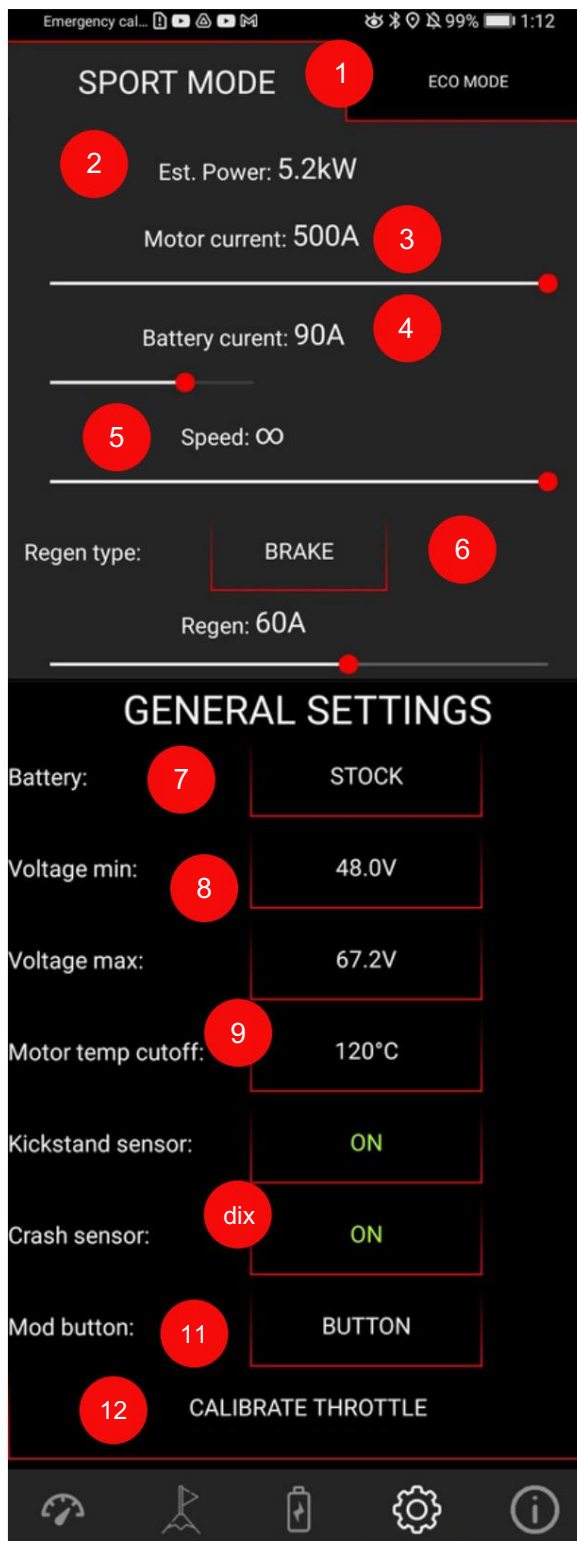 Emergency cal... 99% 1:12
SPORT MODE 1 ECO MODE
2 Est. Power: 5.2kW
Motor current: 500A 3
Battery curent: 90A 4
5 Speed: ∞
Regen type: BRAKE 6
Regen: 60A
GENERAL SETTINGS
Battery: 7 STOCK
Voltage min: 8 48.0V
Voltage max: 67.2V
Motor temp cutoff: 9 120°C
Kickstand sensor: ON
dix
Crash sensor: ON
Mod button: 11 BUTTON
12 CALIBRATE THROTTLE